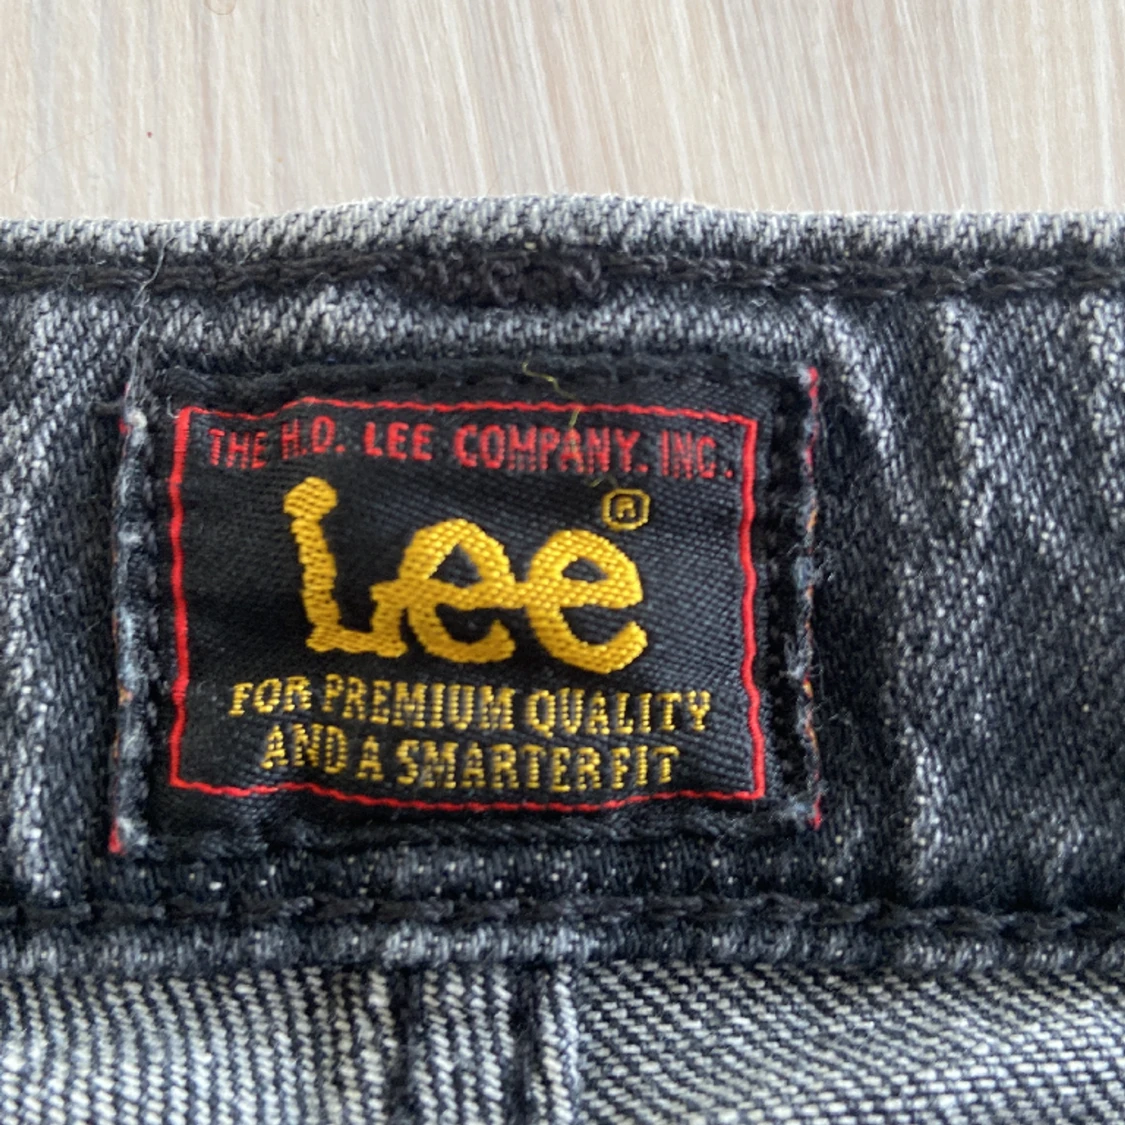 THE H.D. LEE COMPANY. INC.
Lee®
FOR PREMIUM QUALITY
AND A SMARTER FIT